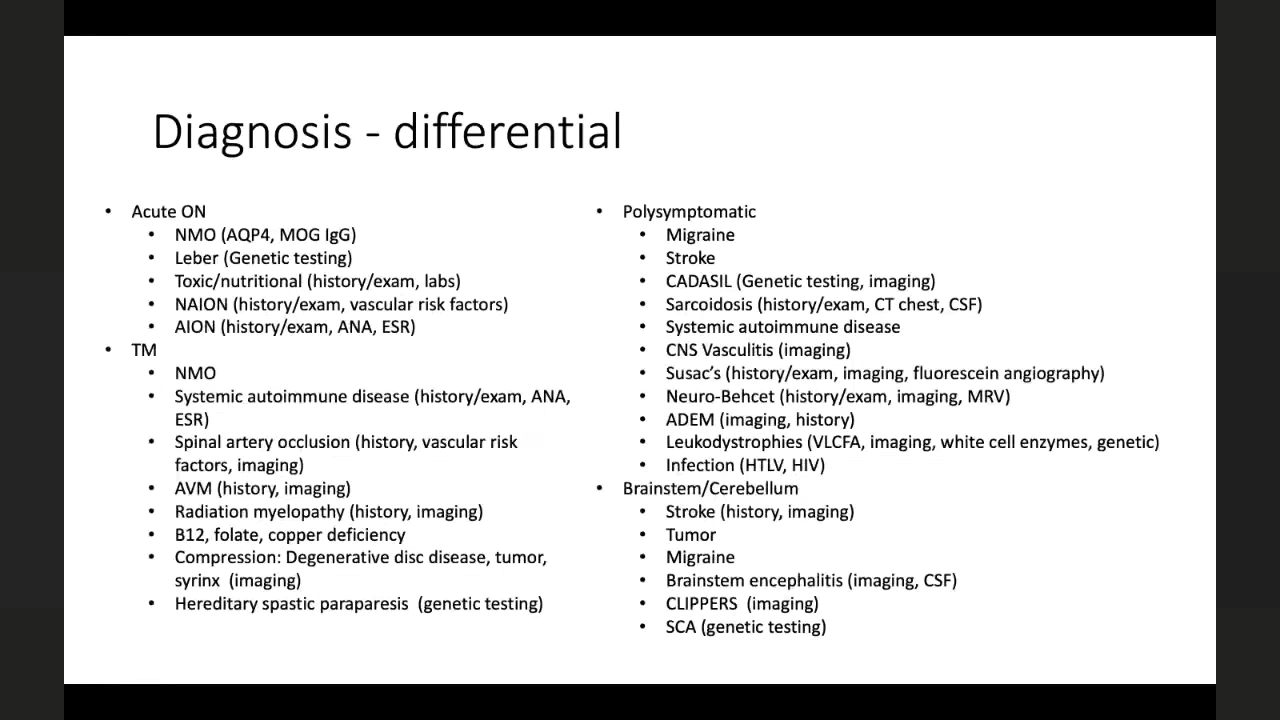 Diagnosis - differential
• Acute ON
• NMO (AQP4, MOG IgG)
• Leber (Genetic testing)
• Toxic/nutritional (history/exam, labs)
• NAION (history/exam, vascular risk factors)
• AION (history/exam, ANA, ESR)
• TM
• NMO
• Systemic autoimmune disease (history/exam, ANA,
ESR)
• Spinal artery occlusion (history, vascular risk
factors, imaging)
• AVM (history, imaging)
• Radiation myelopathy (history, imaging)
• B12, folate, copper deficiency
• Compression: Degenerative disc disease, tumor,
syrinx (imaging)
• Hereditary spastic paraparesis (genetic testing)
• Polysymptomatic
• Migraine
• Stroke
• CADASIL (Genetic testing, imaging)
• Sarcoidosis (history/exam, CT chest, CSF)
• Systemic autoimmune disease
• CNS Vasculitis (imaging)
• Susac’s (history/exam, imaging, fluorescein angiography)
• Neuro-Behcet (history/exam, imaging, MRV)
• ADEM (imaging, history)
• Leukodystrophies (VLCFA, imaging, white cell enzymes, genetic)
• Infection (HTLV, HIV)
• Brainstem/Cerebellum
• Stroke (history, imaging)
• Tumor
• Migraine
• Brainstem encephalitis (imaging, CSF)
• CLIPPERS (imaging)
• SCA (genetic testing)